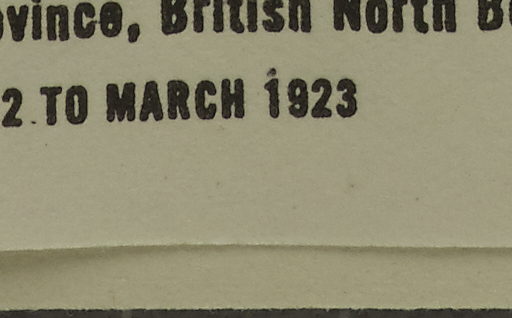 ovince, British North B
2 TO MARCH 1923